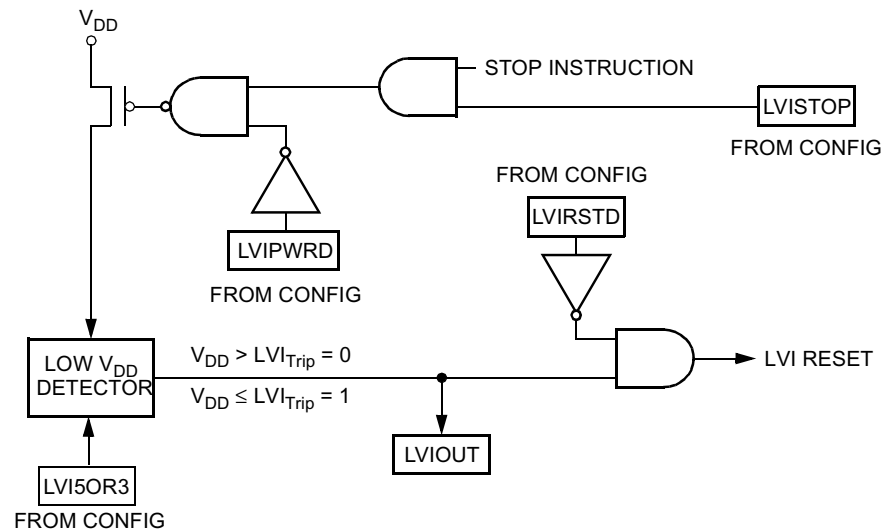 VDD
STOP INSTRUCTION
LVISTOP
FROM CONFIG
FROM CONFIG
LVIRSTD
LVIPWRD
FROM CONFIG
LOW VDD
DETECTOR
VDD > LVITrip = 0
VDD ≤ LVITrip = 1
LVI RESET
LVIOUT
LVI5OR3
FROM CONFIG